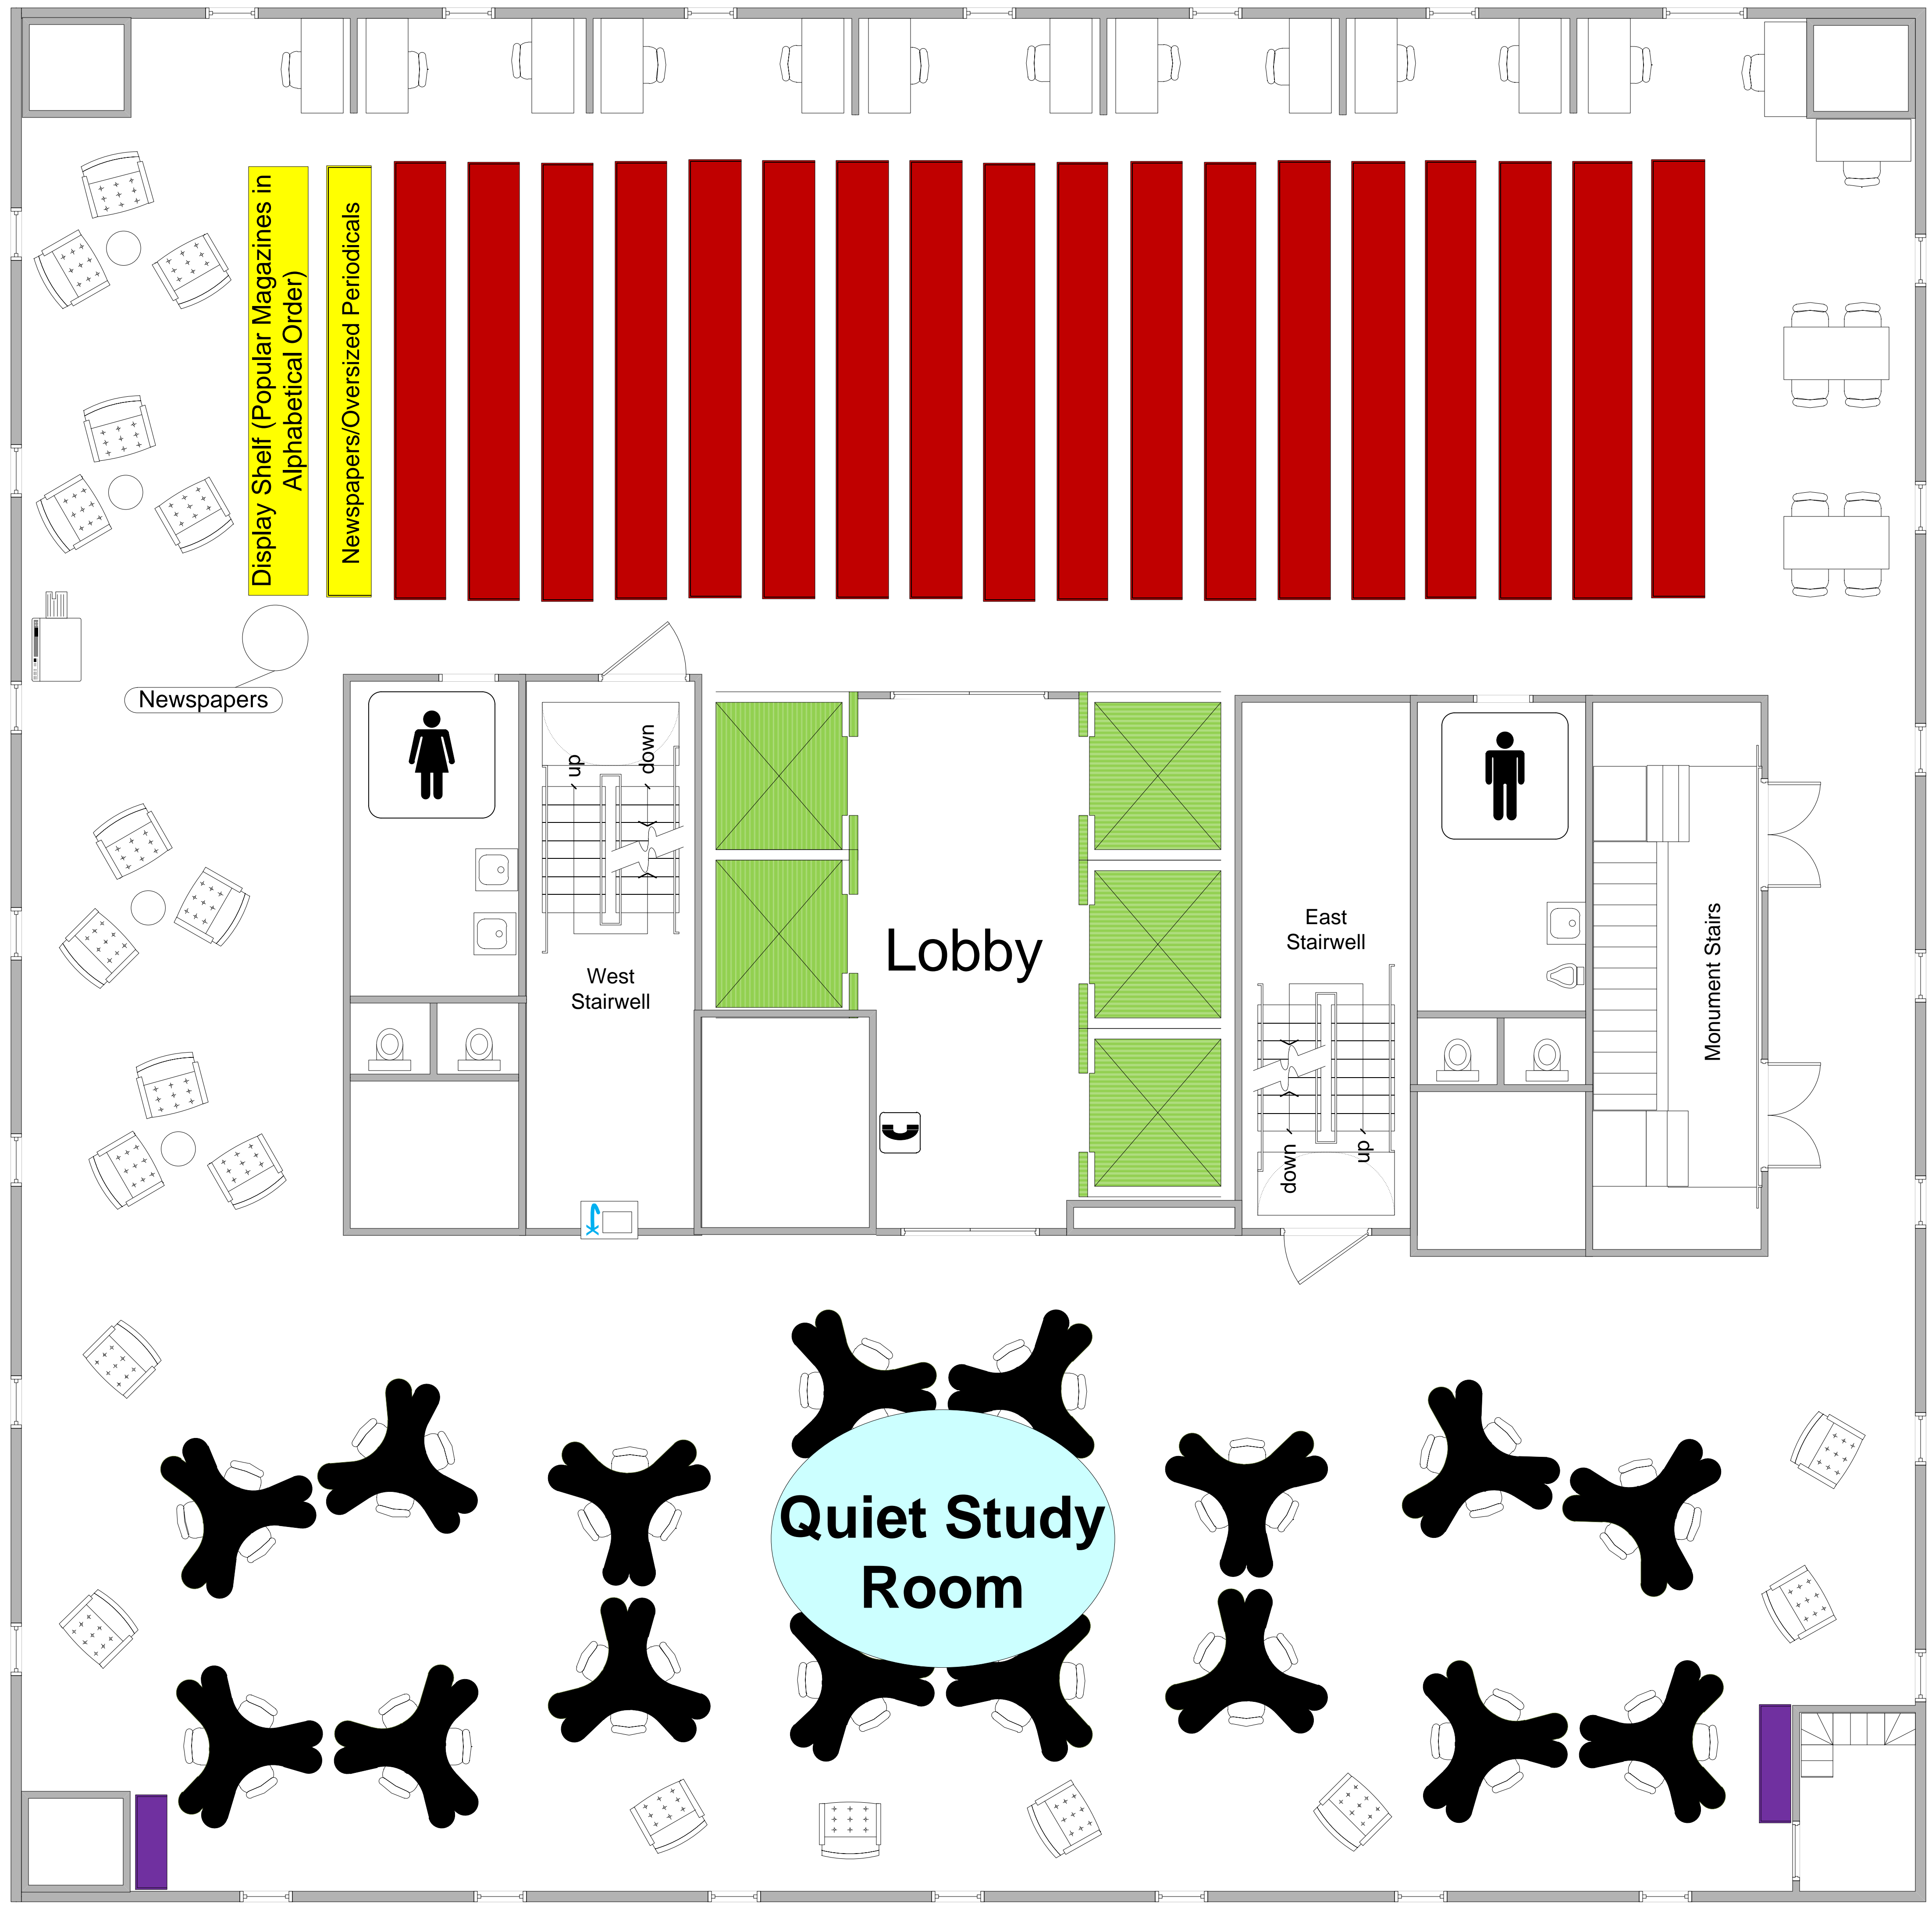 Display Shelf (Popular Magazines in
Alphabetical Order)
Newspapers/Oversized Periodicals
Newspapers
up
down
West
Stairwell
Lobby
East
Stairwell
down
up
Monument Stairs
Quiet Study
Room